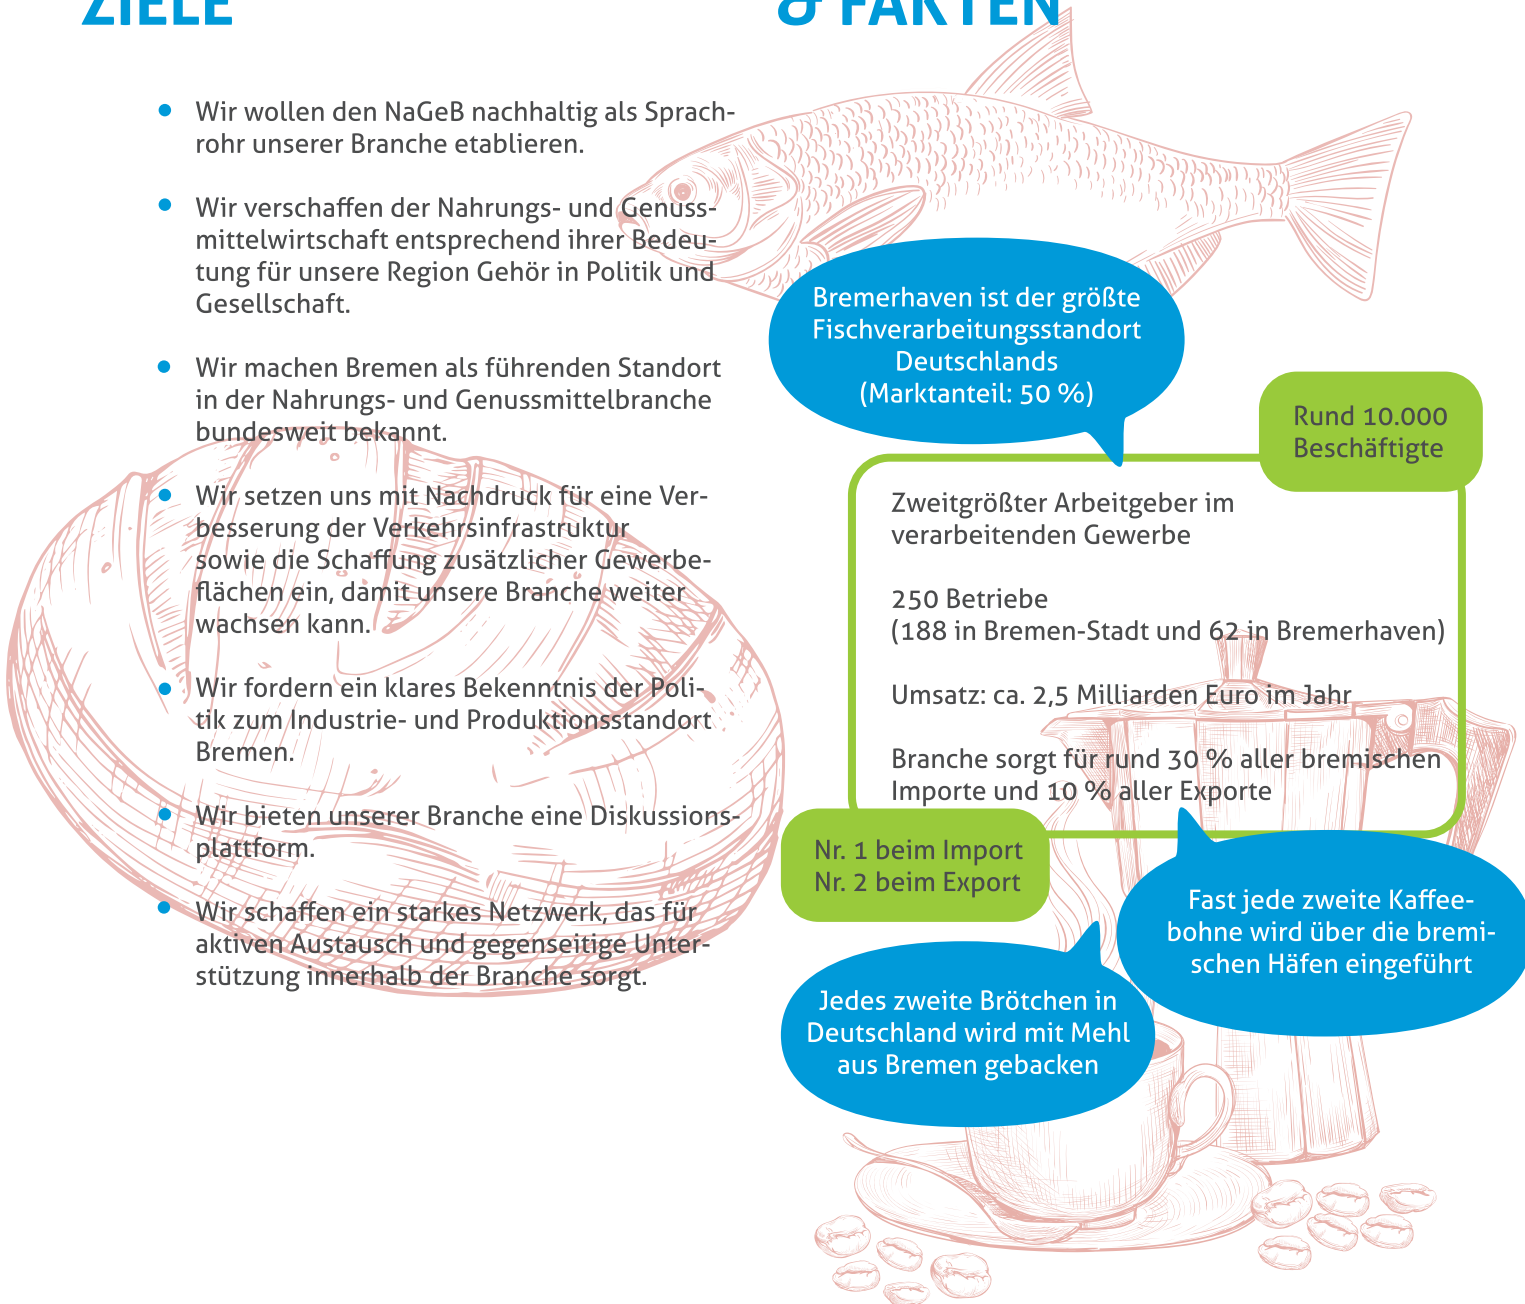 ZIELE
Wir wollen den NaGeB nachhaltig als Sprach-
rohr unserer Branche etablieren.
Wir verschaffen der Nahrungs- und Genuss-
mittelwirtschaft entsprechend ihrer Bedeu-
tung für unsere Region Gehör in Politik und
Gesellschaft.
Wir machen Bremen als führenden Standort
in der Nahrungs- und Genussmittelbranche
bundesweit bekannt.
Wir setzen uns mit Nachdruck für eine Ver-
besserung der Verkehrsinfrastruktur
sowie die Schaffung zusätzlicher Gewerbe-
flächen ein, damit unsere Branche weiter
wachsen kann.
Wir fordern ein klares Bekenntnis der Poli-
tik zum Industrie- und Produktionsstandort
Bremen.
Wir bieten unserer Branche eine Diskussions-
plattform.
Wir schaffen ein starkes Netzwerk, das für
aktiven Austausch und gegenseitige Unter-
stützung innerhalb der Branche sorgt.
& FAKTEN
Bremerhaven ist der größte
Fischverarbeitungsstandort
Deutschlands
(Marktanteil: 50 %)
Rund 10.000
Beschäftigte
Zweitgrößter Arbeitgeber im
verarbeitenden Gewerbe
250 Betriebe
(188 in Bremen-Stadt und 62 in Bremerhaven)
Umsatz: ca. 2,5 Milliarden Euro im Jahr
Branche sorgt für rund 30 % aller bremischen
Importe und 10 % aller Exporte
Nr. 1 beim Import
Nr. 2 beim Export
Fast jede zweite Kaffee-
bohne wird über die bremi-
schen Häfen eingeführt
Jedes zweite Brötchen in
Deutschland wird mit Mehl
aus Bremen gebacken